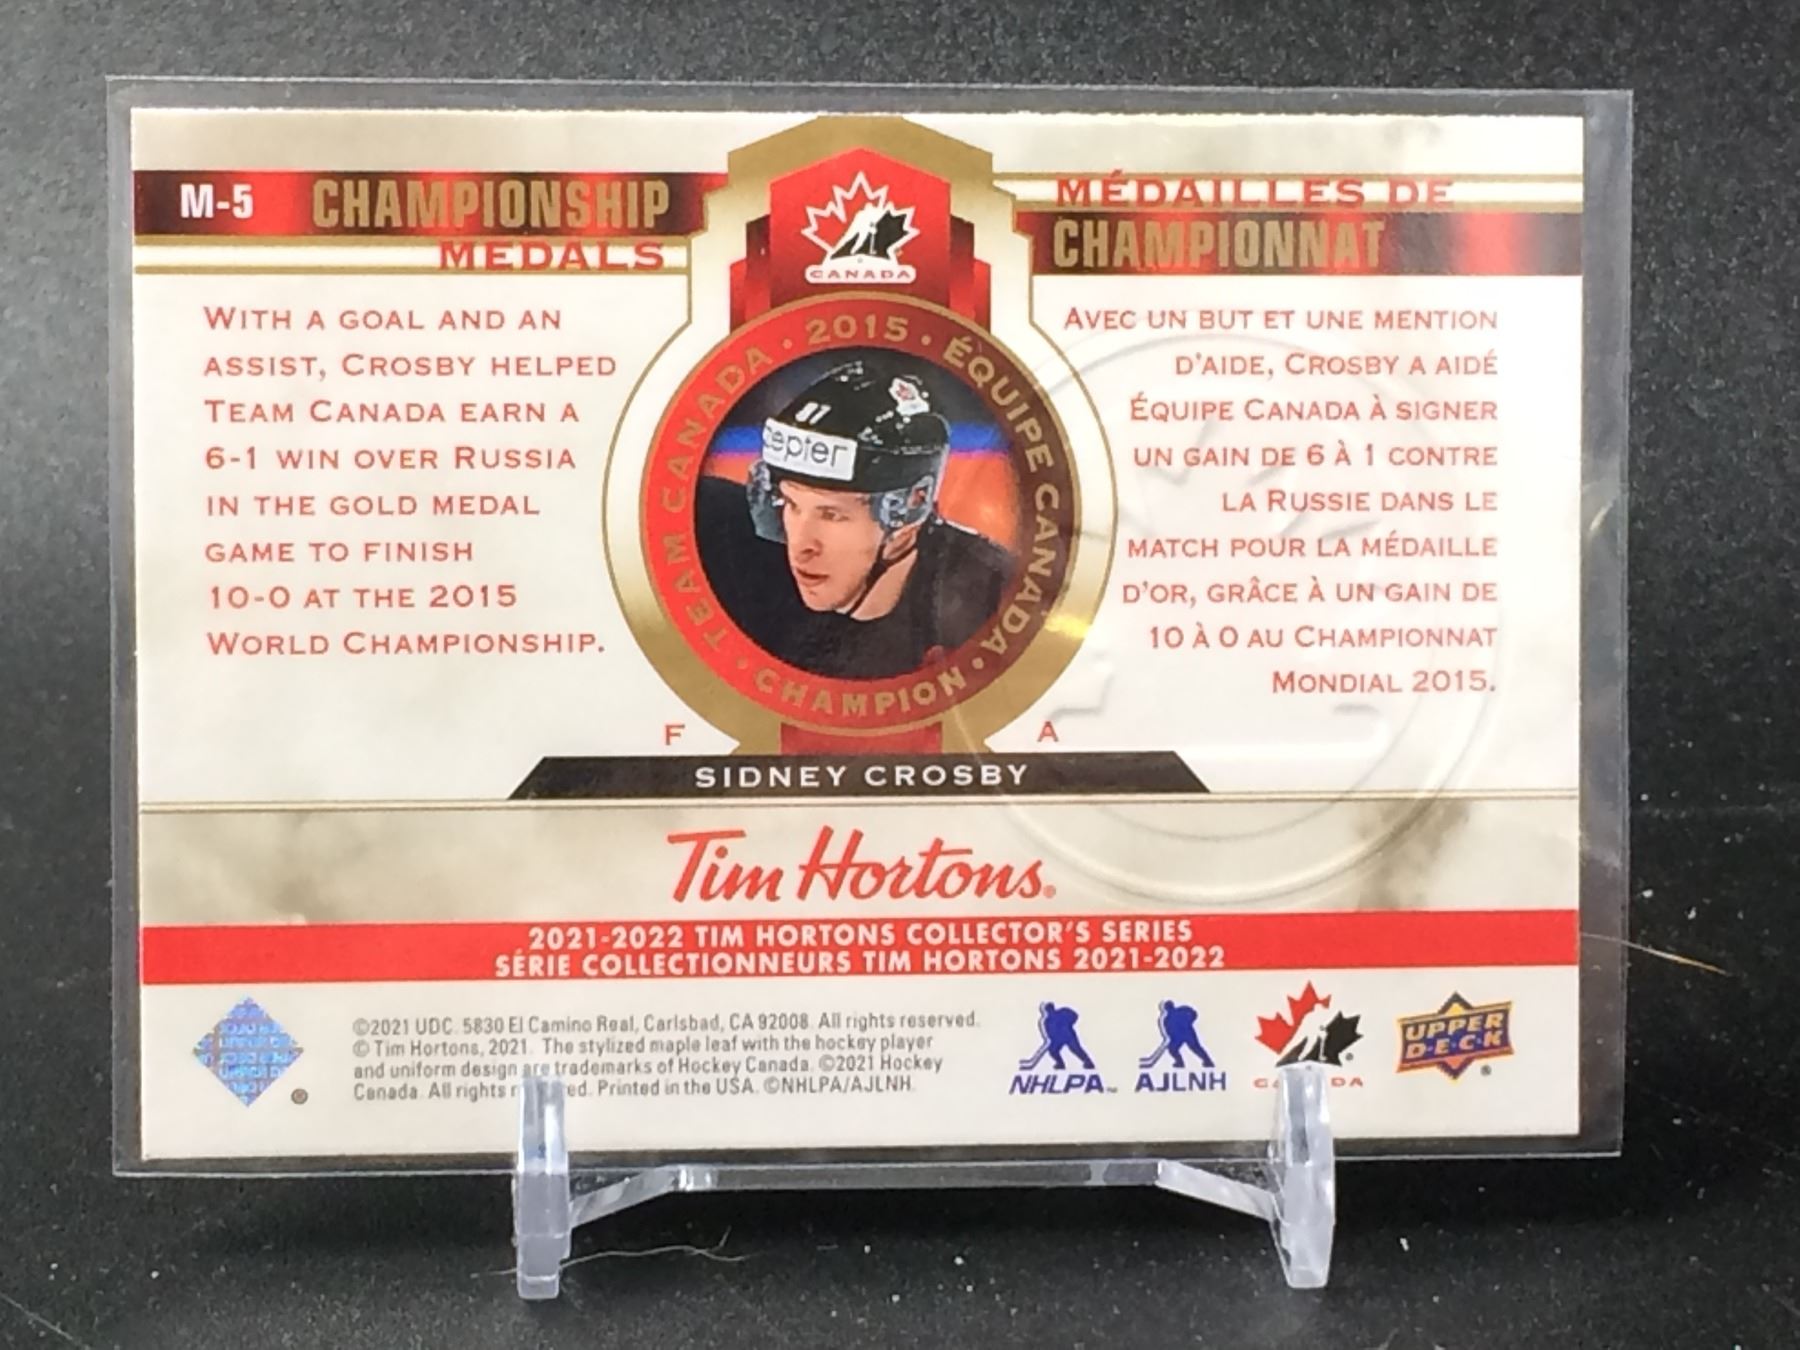 M-5 CHAMPIONSHIP
MEDALS
MÉDAILLES DE
CHAMPIONNAT
CANADA
WITH A GOAL AND AN
ASSIST, CROSBY HELPED
TEAM CANADA EARN A
6-1 WIN OVER RUSSIA
IN THE GOLD MEDAL
GAME TO FINISH
10-0 AT THE 2015
WORLD CHAMPIONSHIP.
TEAM CANADA • 2015 • ÉQUIPE CANADA • CHAMPION •
87
zepter
AVEC UN BUT ET UNE MENTION
D'AIDE, CROSBY A AIDÉ
ÉQUIPE CANADA À SIGNER
UN GAIN DE 6 À 1 CONTRE
LA RUSSIE DANS LE
MATCH POUR LA MÉDAILLE
D'OR, GRÂCE À UN GAIN DE
10 À 0 AU CHAMPIONNAT
MONDIAL 2015.
F
A
SIDNEY CROSBY
Tim Hortons®
2021-2022 TIM HORTONS COLLECTOR'S SERIES
SÉRIE COLLECTIONNEURS TIM HORTONS 2021-2022
©2021 UDC. 5830 El Camino Real, Carlsbad, CA 92008. All rights reserved.
© Tim Hortons, 2021. The stylized maple leaf with the hockey player
and uniform design are trademarks of Hockey Canada. ©2021 Hockey
Canada. All rights ed. Printed in the USA. ©NHLPA/AJLNH.
NHLPA™
AJLNH
CANADA
UPPER
D•E•C•K
®